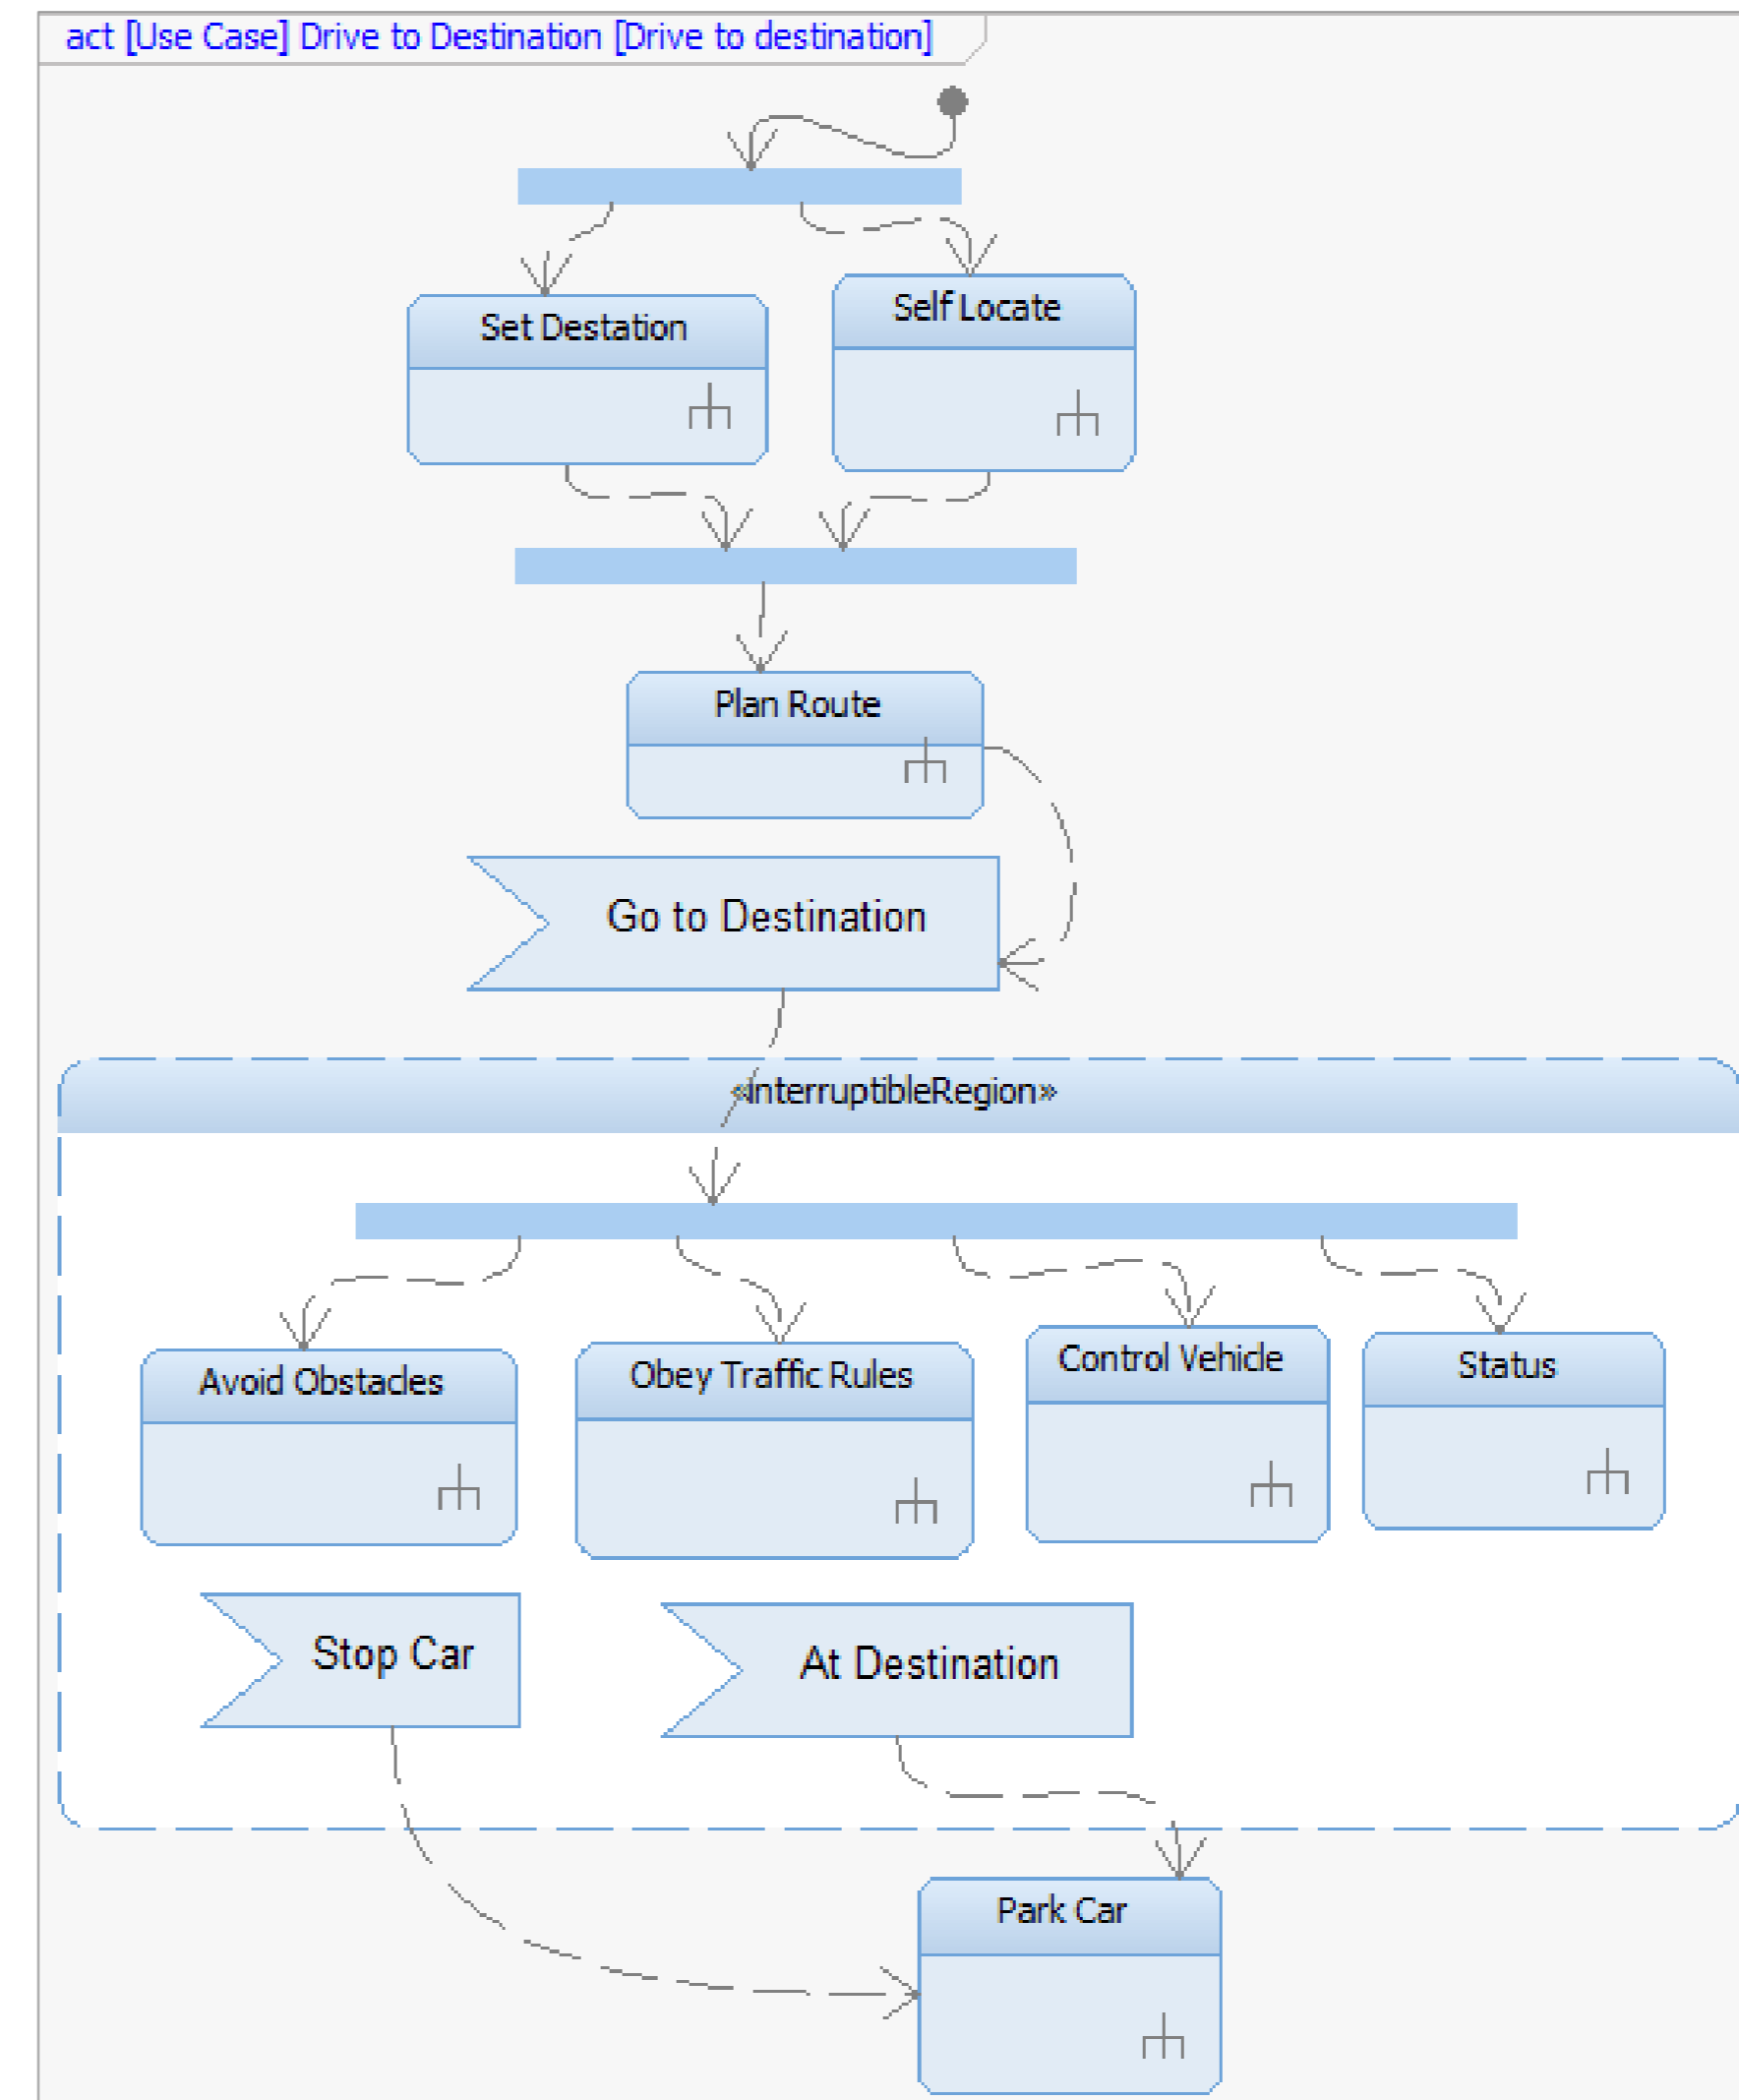 act [Use Case] Drive to Destination [Drive to destination]
Set Destation
Self Locate
Plan Route
Go to Destination
«InterruptibleRegion»
Avoid Obstacles
Obey Traffic Rules
Control Vehicle
Status
Stop Car
At Destination
Park Car